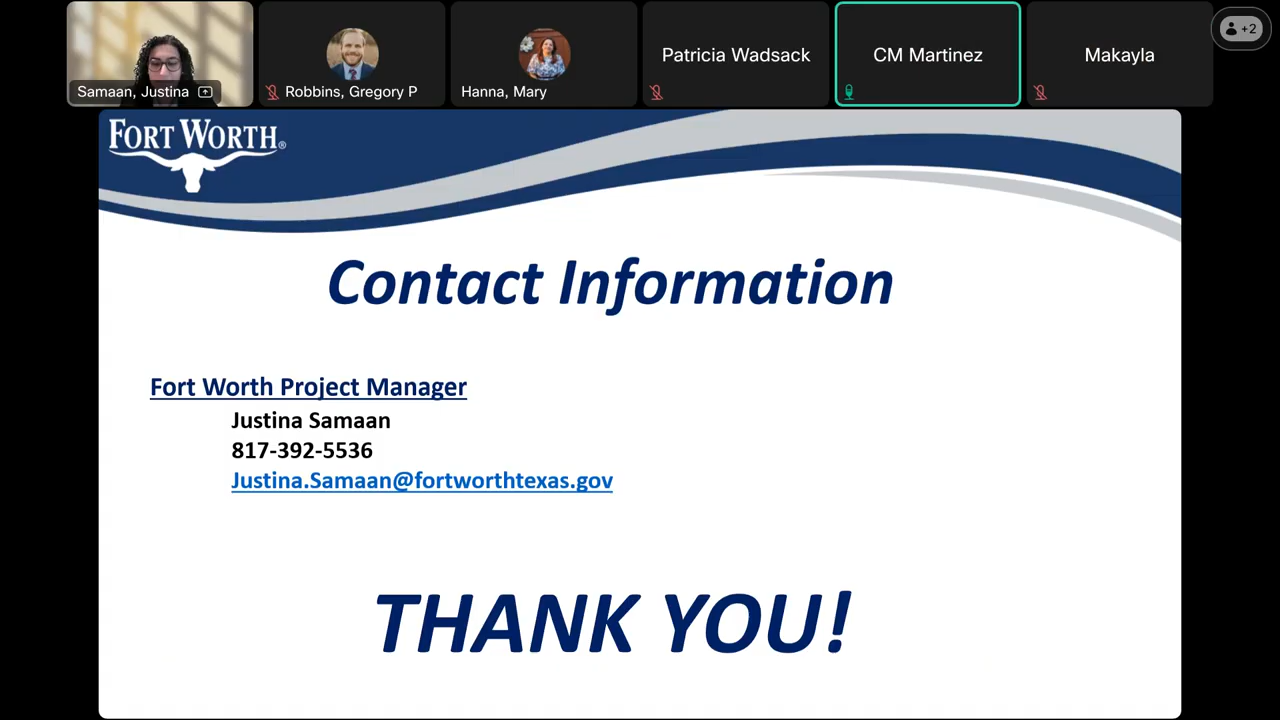 Samaan, Justina
Robbins, Gregory P
Hanna, Mary
Patricia Wadsack
CM Martinez
Makayla
+2
FORT WORTH®
Contact Information
Fort Worth Project Manager
Justina Samaan
817-392-5536
Justina.Samaan@fortworthtexas.gov
THANK YOU!